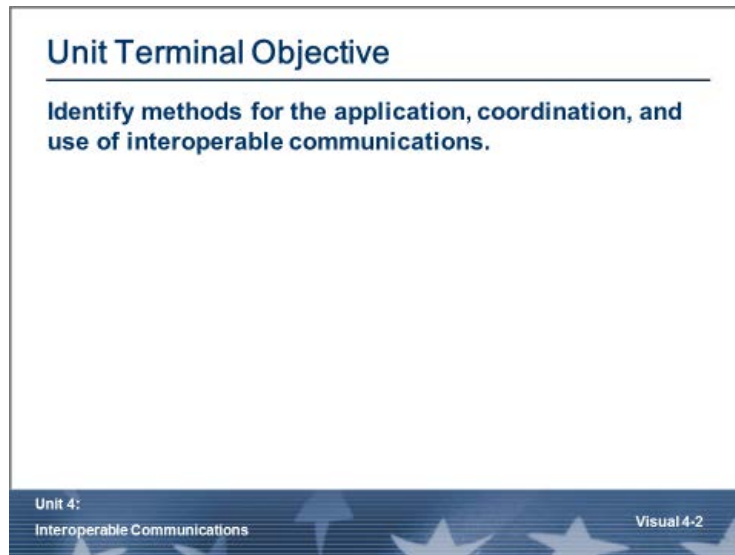 Unit Terminal Objective
Identify methods for the application, coordination, and
use of interoperable communications.
Unit 4:
Interoperable Communications
Visual 4-2